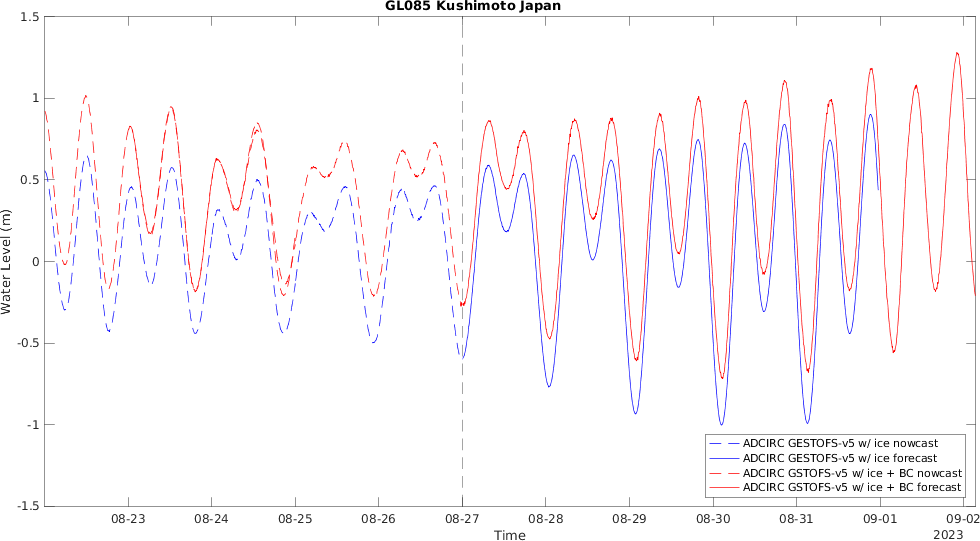 GL085 Kushimoto Japan
1.5
1
0.5
0
-0.5
-1
-1.5
Water Level (m)
ADCIRC GESTOFS-v5 w/ ice nowcast
ADCIRC GESTOFS-v5 w/ ice forecast
ADCIRC GSTOFS-v5 w/ ice + BC nowcast
ADCIRC GSTOFS-v5 w/ ice + BC forecast
08-23 08-24 08-25 08-26 08-27 08-28 08-29 08-30 08-31 09-01 09-02
Time
2023